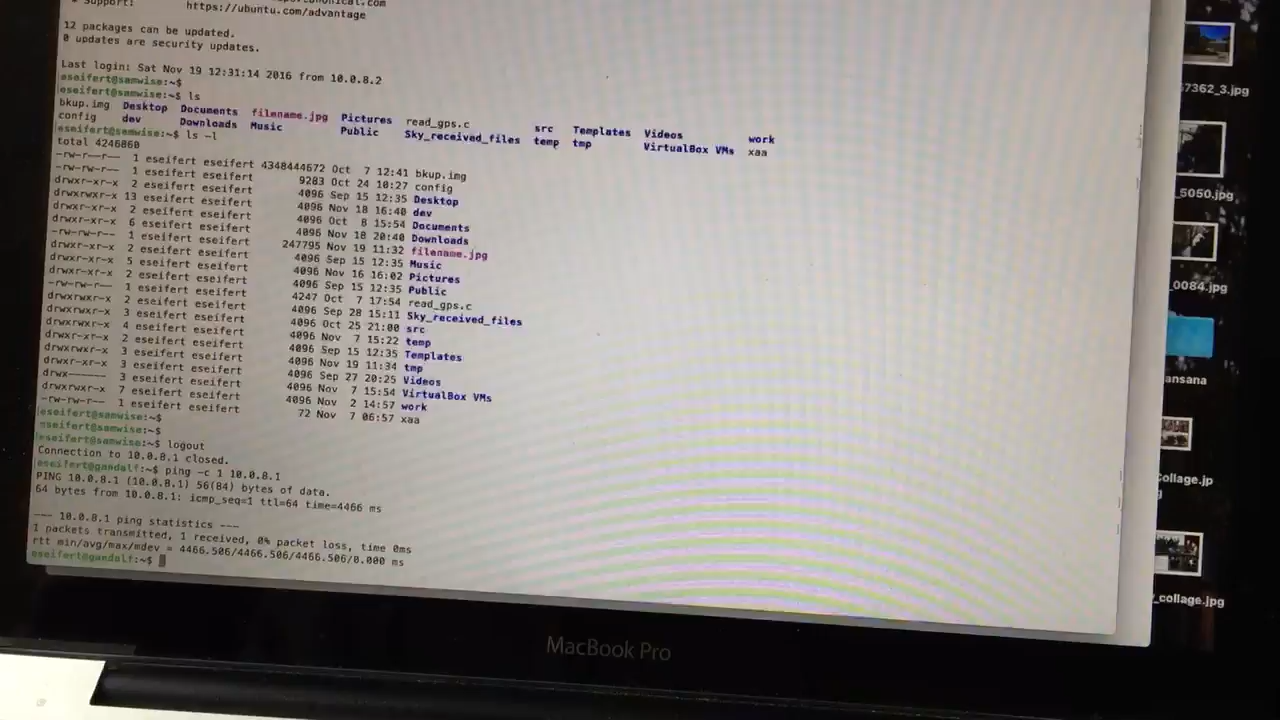 https://ubuntu.com/advantage
12 packages can be updated.
0 updates are security updates.
Last login: Sat Nov 19 12:31:14 2016 from 10.0.8.2
eseifert@samwise:~$
eseifert@samwise:~$ ls
bkup.img Desktop Documents filename.jpg Pictures read_gps.c src Templates Videos work
config dev Downloads Music Public Sky_received_files temp tmp VirtualBox VMs xaa
eseifert@samwise:~$ ls -l
total 4246860
-rw-r--r-- 1 eseifert eseifert 4348444672 Oct 7 12:41 bkup.img
-rw-rw-r-- 1 eseifert eseifert 9283 Oct 24 10:27 config
drwxr-xr-x 2 eseifert eseifert 4096 Sep 15 12:35 Desktop
drwxrwxr-x 13 eseifert eseifert 4096 Nov 18 16:40 dev
drwxr-xr-x 2 eseifert eseifert 4096 Oct 8 15:54 Documents
drwxr-xr-x 6 eseifert eseifert 4096 Nov 18 20:40 Downloads
-rw-rw-r-- 1 eseifert eseifert 247795 Nov 19 11:32 filename.jpg
drwxr-xr-x 2 eseifert eseifert 4096 Sep 15 12:35 Music
drwxr-xr-x 5 eseifert eseifert 4096 Nov 16 16:02 Pictures
drwxr-xr-x 2 eseifert eseifert 4096 Sep 15 12:35 Public
-rw-rw-r-- 1 eseifert eseifert 4247 Oct 7 17:54 read_gps.c
drwxrwxr-x 2 eseifert eseifert 4096 Sep 28 15:11 Sky_received_files
drwxrwxr-x 3 eseifert eseifert 4096 Oct 25 21:00 src
drwxrwxr-x 4 eseifert eseifert 4096 Nov 7 15:22 temp
drwxr-xr-x 2 eseifert eseifert 4096 Sep 15 12:35 Templates
drwxrwxr-x 3 eseifert eseifert 4096 Nov 19 11:34 tmp
drwxr-xr-x 3 eseifert eseifert 4096 Sep 27 20:25 Videos
drwx------ 3 eseifert eseifert 4096 Nov 7 15:54 VirtualBox VMs
drwxrwxr-x 7 eseifert eseifert 4096 Nov 2 14:57 work
-rw-rw-r-- 1 eseifert eseifert 72 Nov 7 06:57 xaa
eseifert@samwise:~$
eseifert@samwise:~$
eseifert@samwise:~$ logout
Connection to 10.0.8.1 closed.
eseifert@gandalf:~$ ping -c 1 10.0.8.1
PING 10.0.8.1 (10.0.8.1) 56(84) bytes of data.
64 bytes from 10.0.8.1: icmp_seq=1 ttl=64 time=4466 ms
--- 10.0.8.1 ping statistics ---
1 packets transmitted, 1 received, 0% packet loss, time 0ms
rtt min/avg/max/mdev = 4466.506/4466.506/4466.506/0.000 ms
eseifert@gandalf:~$
7362_3.jpg
_5050.jpg
_0084.jpg
ansana
ollage.jp
g
_collage.jpg
MacBook Pro